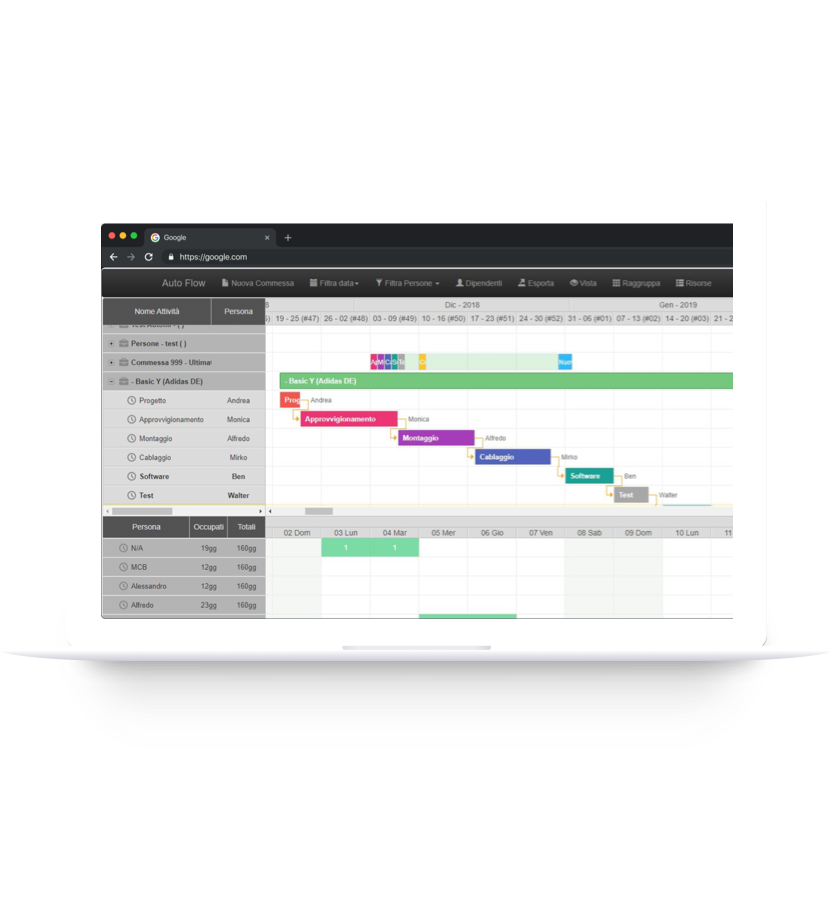 Google × +
https://google.com
Auto Flow Nuova Commessa Filtra data Filtra Persone Dipendenti Esporta Vista Raggruppa Risorse
Nome Attività Persona
8 Dic - 2018 Gen - 2019
19 - 25 (#47) 26 - 02 (#48) 03 - 09 (#49) 10 - 16 (#50) 17 - 23 (#51) 24 - 30 (#52) 31 - 06 (#01) 07 - 13 (#02) 14 - 20 (#03) 21 - 2
Persone - test ( )
Commessa 999 - Ultimat
- Basic Y (Adidas DE) - Basic Y (Adidas DE)
Progetto Andrea Prog Andrea
Approvvigionamento Monica Approvvigionamento Monica
Montaggio Alfredo Montaggio Alfredo
Cablaggio Mirko Cablaggio Mirko
Software Ben Software Ben
Test Walter Test Walter
Persona Occupati Totali
02 Dom 03 Lun 04 Mar 05 Mer 06 Gio 07 Ven 08 Sab 09 Dom 10 Lun 11
N/A 19gg 160gg 1 1
MCB 12gg 160gg
Alessandro 12gg 160gg
Alfredo 23gg 160gg